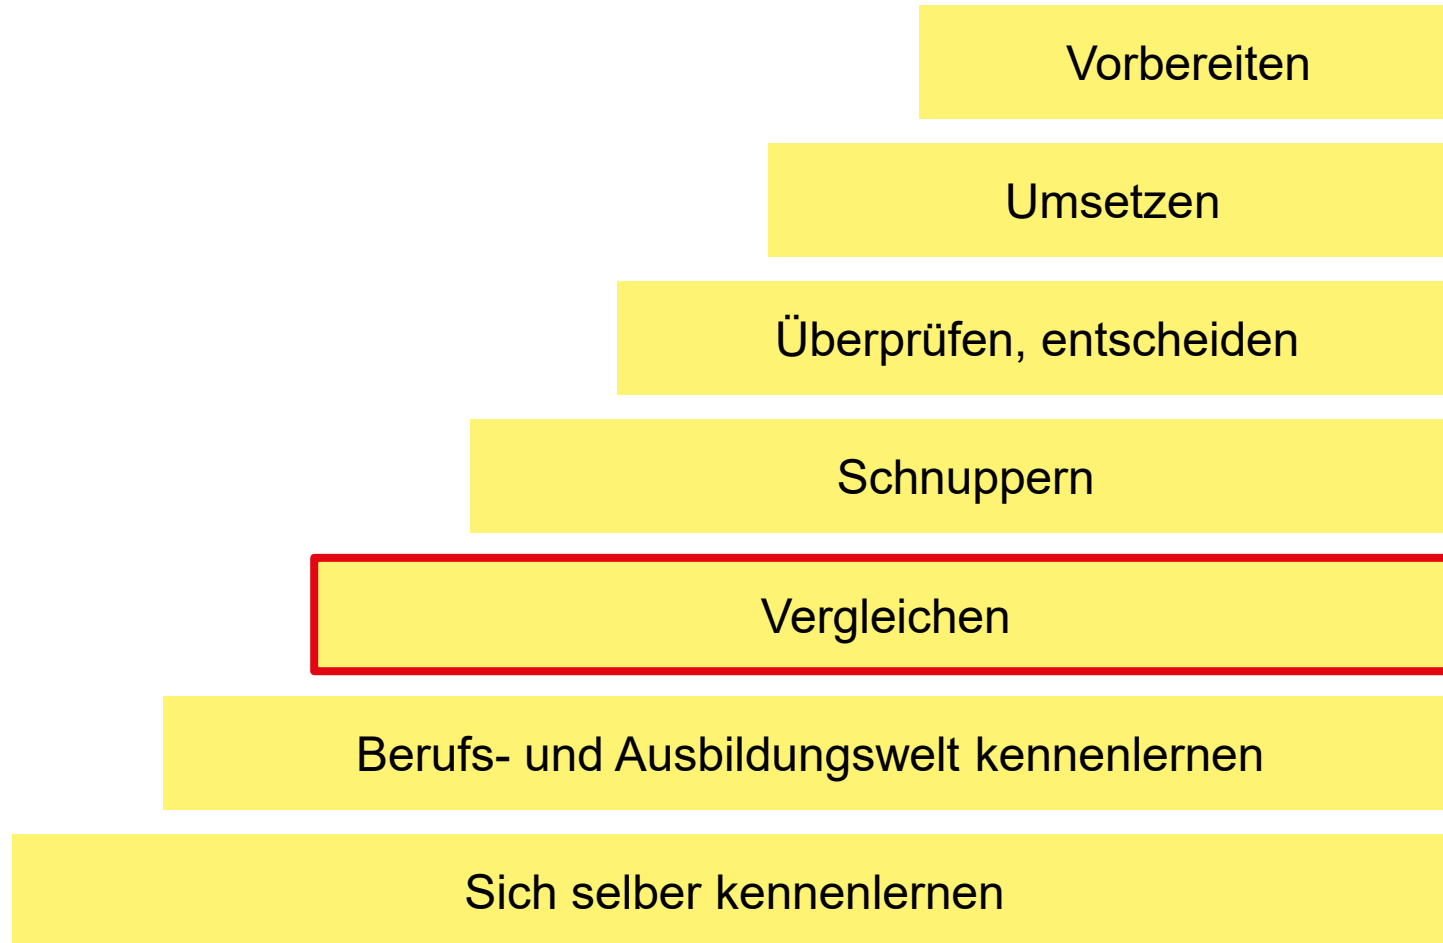 Vorbereiten
Umsetzen
Überprüfen, entscheiden
Schnuppern
Vergleichen
Berufs- und Ausbildungswelt kennenlernen
Sich selber kennenlernen